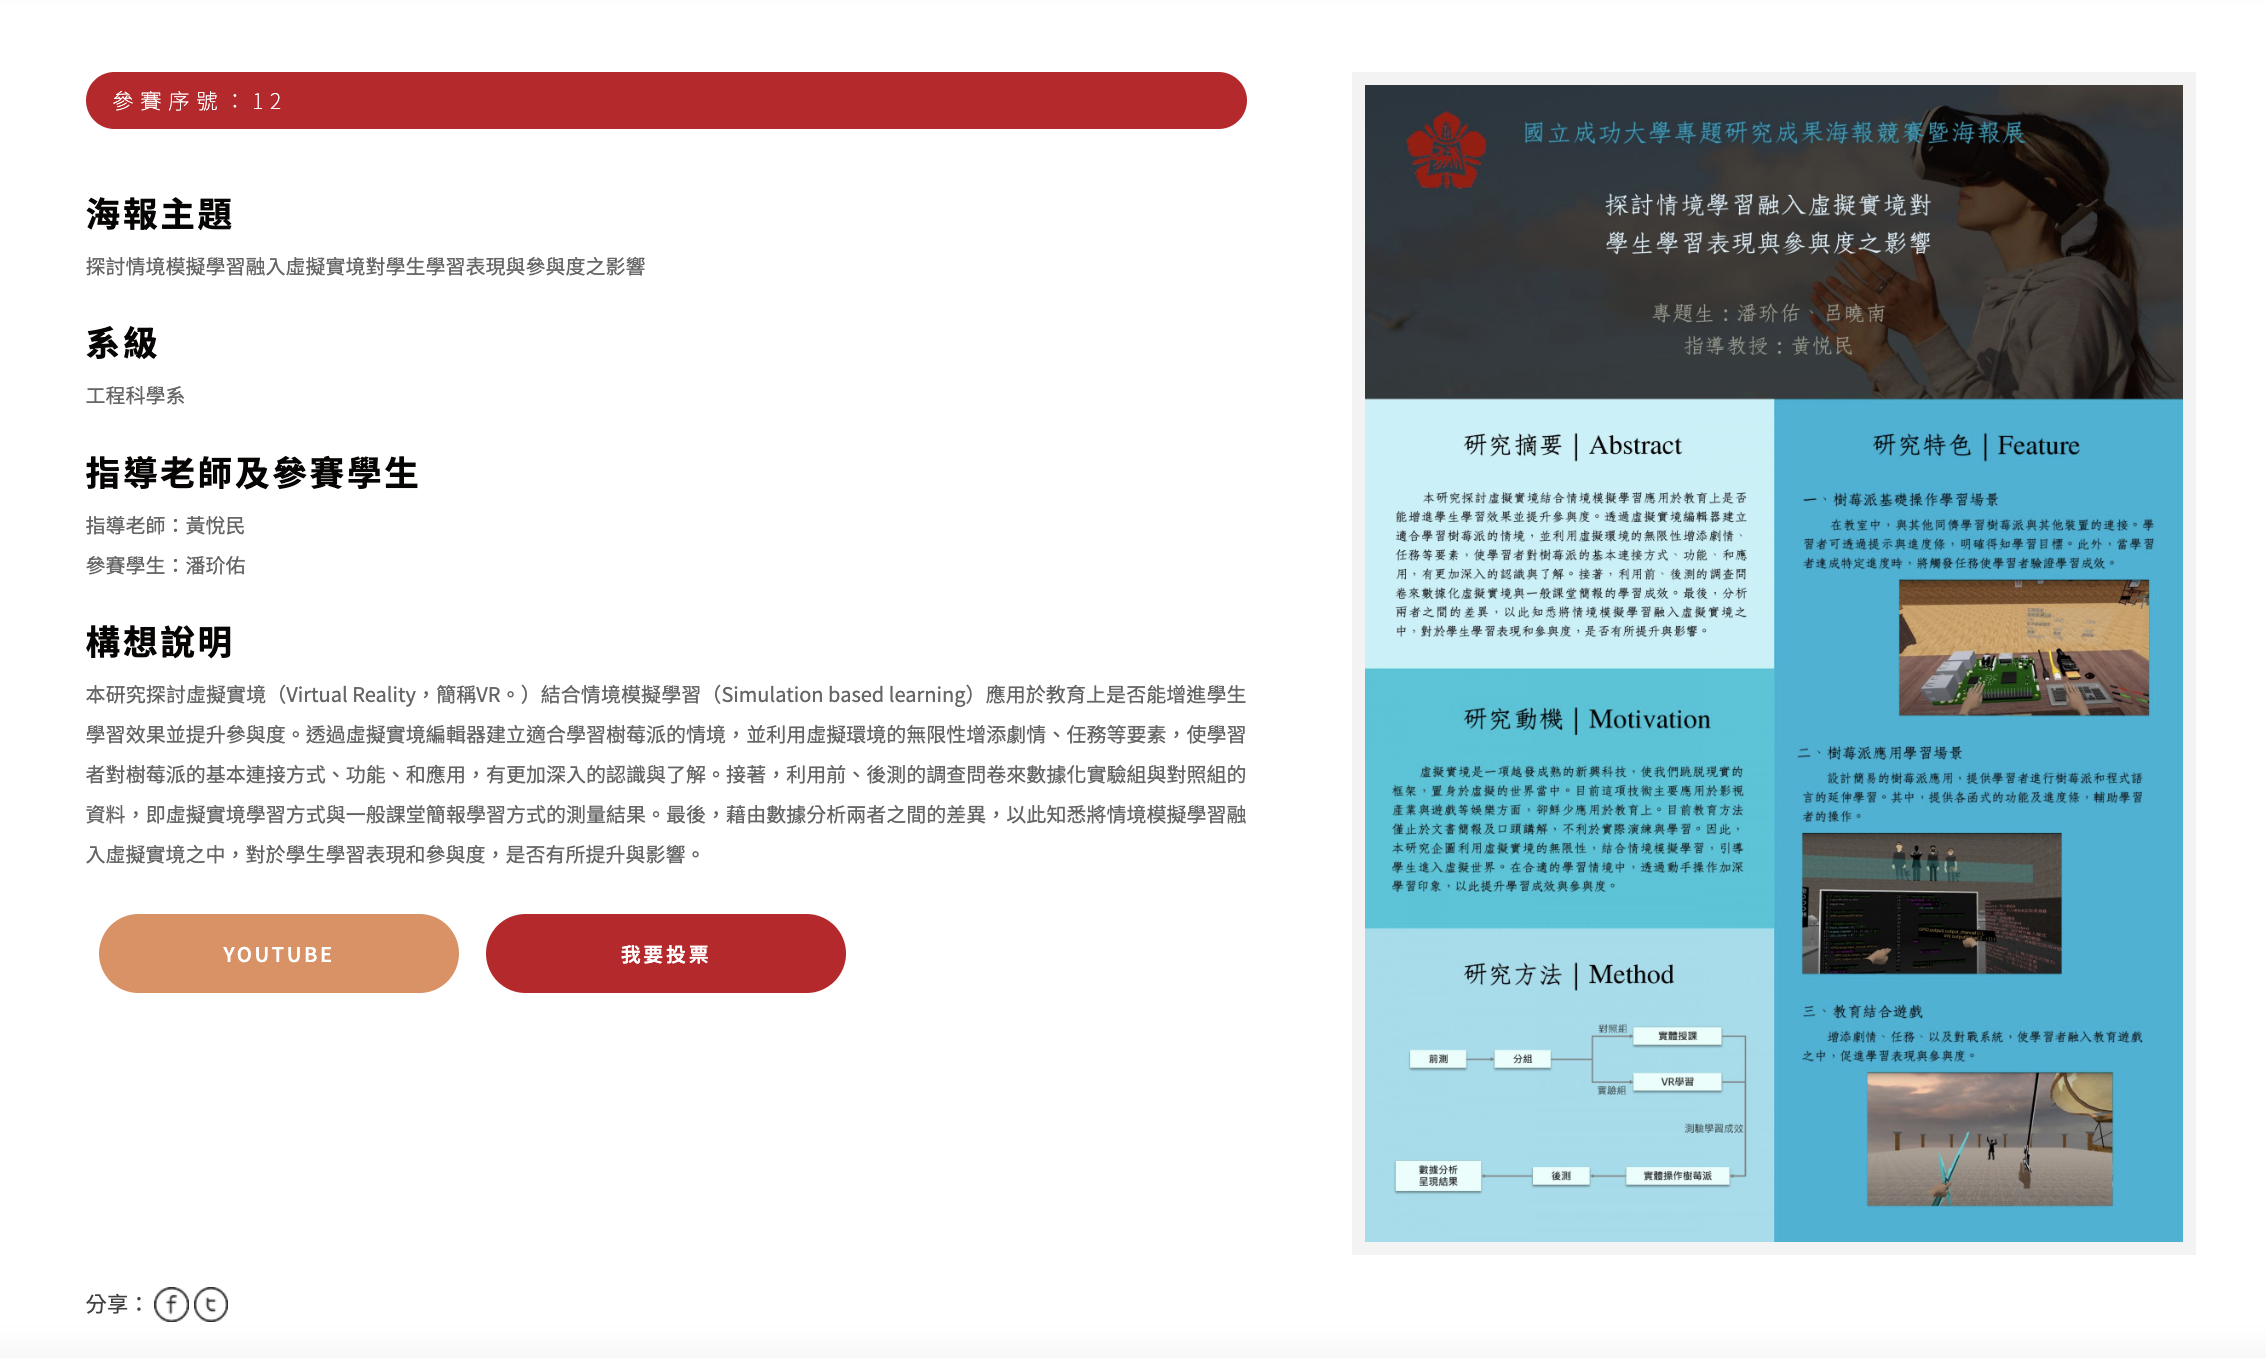 參賽序號：12
海報主題
探討情境模擬學習融入虛擬實境對學生學習表現與參與度之影響
系級
工程科學系
指導老師及參賽學生
指導老師：黃悅民
參賽學生：潘玠佑
構想說明
本研究探討虛擬實境（Virtual Reality，簡稱VR。）結合情境模擬學習（Simulation based learning）應用於教育上是否能增進學生
學習效果並提升參與度。透過虛擬實境編輯器建立適合學習樹莓派的情境，並利用虛擬環境的無限性增添劇情、任務等要素，使學習
者對樹莓派的基本連接方式、功能、和應用，有更加深入的認識與了解。接著，利用前、後測的調查問卷來數據化實驗組與對照組的
資料，即虛擬實境學習方式與一般課堂簡報學習方式的測量結果。最後，藉由數據分析兩者之間的差異，以此知悉將情境模擬學習融
入虛擬實境之中，對於學生學習表現和參與度，是否有所提升與影響。
YOUTUBE
我要投票
分享：
國立成功大學專題研究成果海報競賽暨海報展
探討情境學習融入虛擬實境對
學生學習表現與參與度之影響
專題生：潘玠佑、呂曉南
指導教授：黃悅民
研究摘要 | Abstract
本研究探討虛擬實境結合情境模擬學習應用於教育上是否
能增進學生學習效果並提升參與度。透過虛擬實境編輯器建立
適合學習樹莓派的情境，並利用虛擬環境的無限性增添劇情、
任務等要素，使學習者對樹莓派的基本連接方式、功能、和應
用，有更加深入的認識與了解。接著，利用前、後測的調查問
卷來數據化虛擬實境與一般課堂簡報的學習成效。最後，分析
兩者之間的差異，以此知悉將情境模擬學習融入虛擬實境之
中，對於學生學習表現和參與度，是否有所提升與影響。
研究動機 | Motivation
虛擬實境是一項越發成熟的新興科技，使我們跳脫現實的
框架，置身於虛擬的世界當中。目前這項技術主要應用於影視
產業與遊戲等娛樂方面，卻鮮少應用於教育上。目前教育方法
僅止於文書簡報及口頭講解，不利於實際演練與學習。因此，
本研究企圖利用虛擬實境的無限性，結合情境模擬學習，引導
學生進入虛擬世界。在合適的學習情境中，透過動手操作加深
學習印象，以此提升學習成效與參與度。
研究方法 | Method
對照組
實體授課
前測
分組
VR學習
實驗組
測驗學習成效
數據分析
呈現結果
後測
實體操作樹莓派
研究特色 | Feature
一、樹莓派基礎操作學習場景
在教室中，與其他同儕學習樹莓派與其他裝置的連接。學
習者可透過提示與進度條，明確得知學習目標。此外，當學習
者達成特定進度時，將觸發任務使學習者驗證學習成效。
二、樹莓派應用學習場景
設計簡易的樹莓派應用，提供學習者進行樹莓派和程式語
言的延伸學習。其中，提供各函式的功能及進度條，輔助學習
者的操作。
三、教育結合遊戲
增添劇情、任務、以及對戰系統，使學習者融入教育遊戲
之中，促進學習表現與參與度。